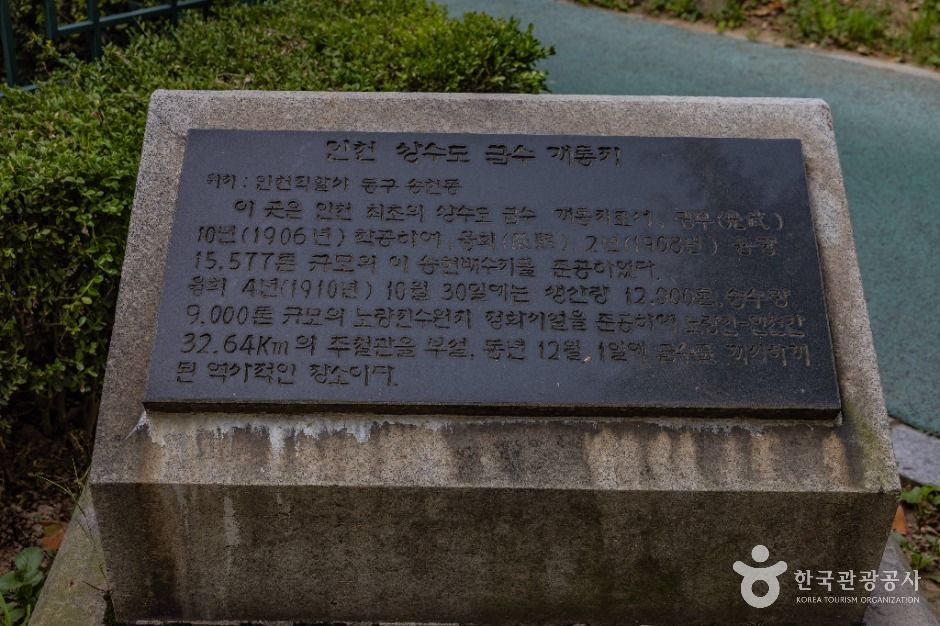 인천 상수도 급수 개통지
위치 : 인천직할시 동구 송현동
이 곳은 인천 최초의 상수도 급수 개통지로서, 광무(光武)
10년(1906년) 착공하여, 융희(隆熙) 2년(1908년)
15,577톤 규모의 이 송현배수지를 준공하였다.
융희 4년(1910년) 10월 30일에는 생산량 12,000톤, 송수량
9,000톤 규모의 노량진수원지 정화시설을 준공하여 노량진-인천간
32.64Km의 주철관을 부설, 동년 12월 1일에 급수를 개시하게
된 역사적인 장소이다.
한국관광공사
KOREA TOURISM ORGANIZATION